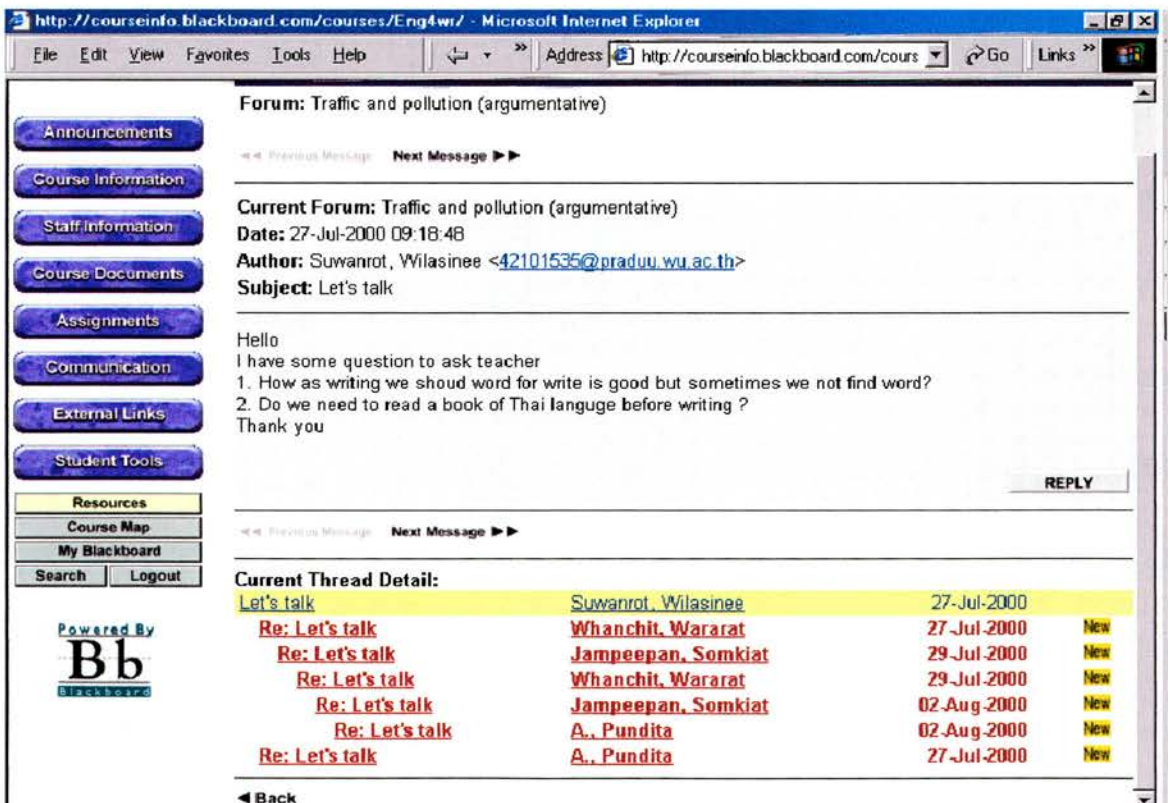 http://courseinfo.blackboard.com/courses/Eng4wr/ - Microsoft Internet Explorer
File Edit View Favorites Tools Help » Address http://courseinfo.blackboard.com/cours Go Links »
Announcements
Course Information
Staff Information
Course Documents
Assignments
Communication
External Links
Student Tools
Resources
Course Map
My Blackboard
Search Logout
Powered By
Bb
Blackboard
Forum: Traffic and pollution (argumentative)
◄◄ Previous Message Next Message ►►
Current Forum: Traffic and pollution (argumentative)
Date: 27-Jul-2000 09:18:48
Author: Suwanrot, Wilasinee <42101535@praduu.wu.ac.th>
Subject: Let's talk
Hello
I have some question to ask teacher
1. How as writing we shoud word for write is good but sometimes we not find word?
2. Do we need to read a book of Thai languge before writing ?
Thank you
REPLY
◄◄ Previous Message Next Message ►►
Current Thread Detail:
Let's talk Suwanrot, Wilasinee 27-Jul-2000
Re: Let's talk Whanchit, Wararat 27-Jul-2000 New
Re: Let's talk Jampeepan, Somkiat 29-Jul-2000 New
Re: Let's talk Whanchit, Wararat 29-Jul-2000 New
Re: Let's talk Jampeepan, Somkiat 02-Aug-2000 New
Re: Let's talk A., Pundita 02-Aug-2000 New
Re: Let's talk A., Pundita 27-Jul-2000 New
◄ Back